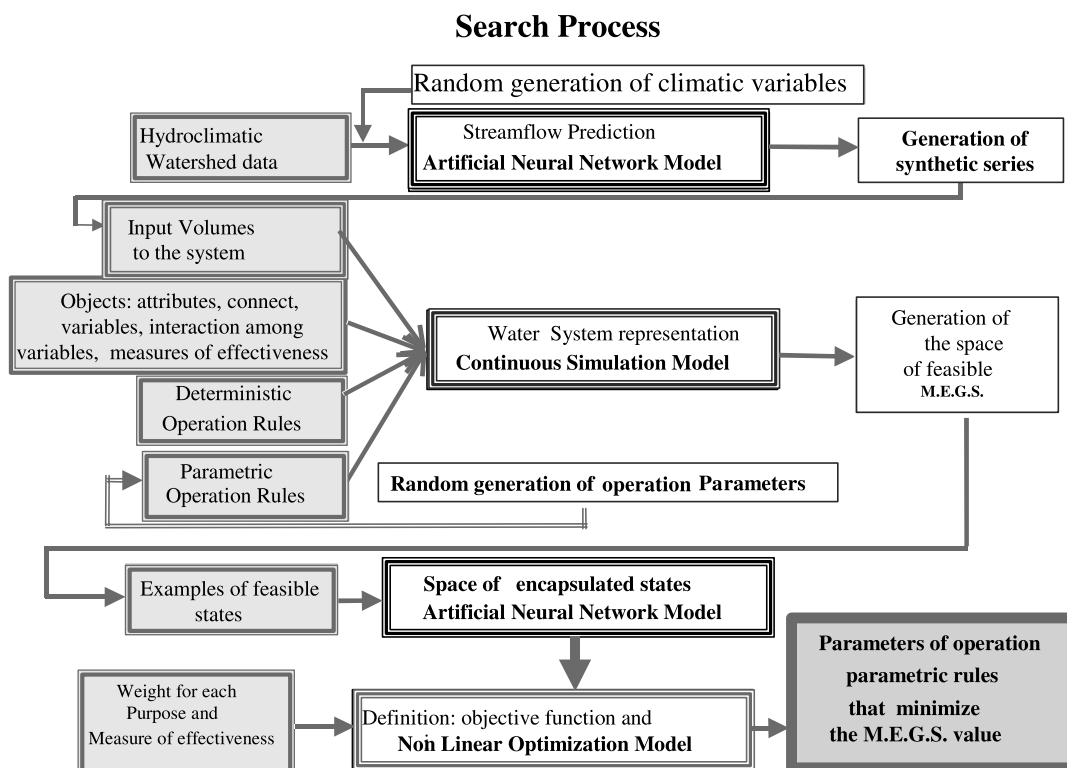 Search Process
Random generation of climatic variables
Hydroclimatic
Watershed data
Streamflow Prediction
Artificial Neural Network Model
Generation of
synthetic series
Input Volumes
to the system
Objects: attributes, connect,
variables, interaction among
variables, measures of effectiveness
Deterministic
Operation Rules
Parametric
Operation Rules
Water System representation
Continuous Simulation Model
Generation of
the space
of feasible
M.E.G.S.
Random generation of operation Parameters
Examples of feasible
states
Space of encapsulated states
Artificial Neural Network Model
Weight for each
Purpose and
Measure of effectiveness
Definition: objective function and
Non Linear Optimization Model
Parameters of operation
parametric rules
that minimize
the M.E.G.S. value